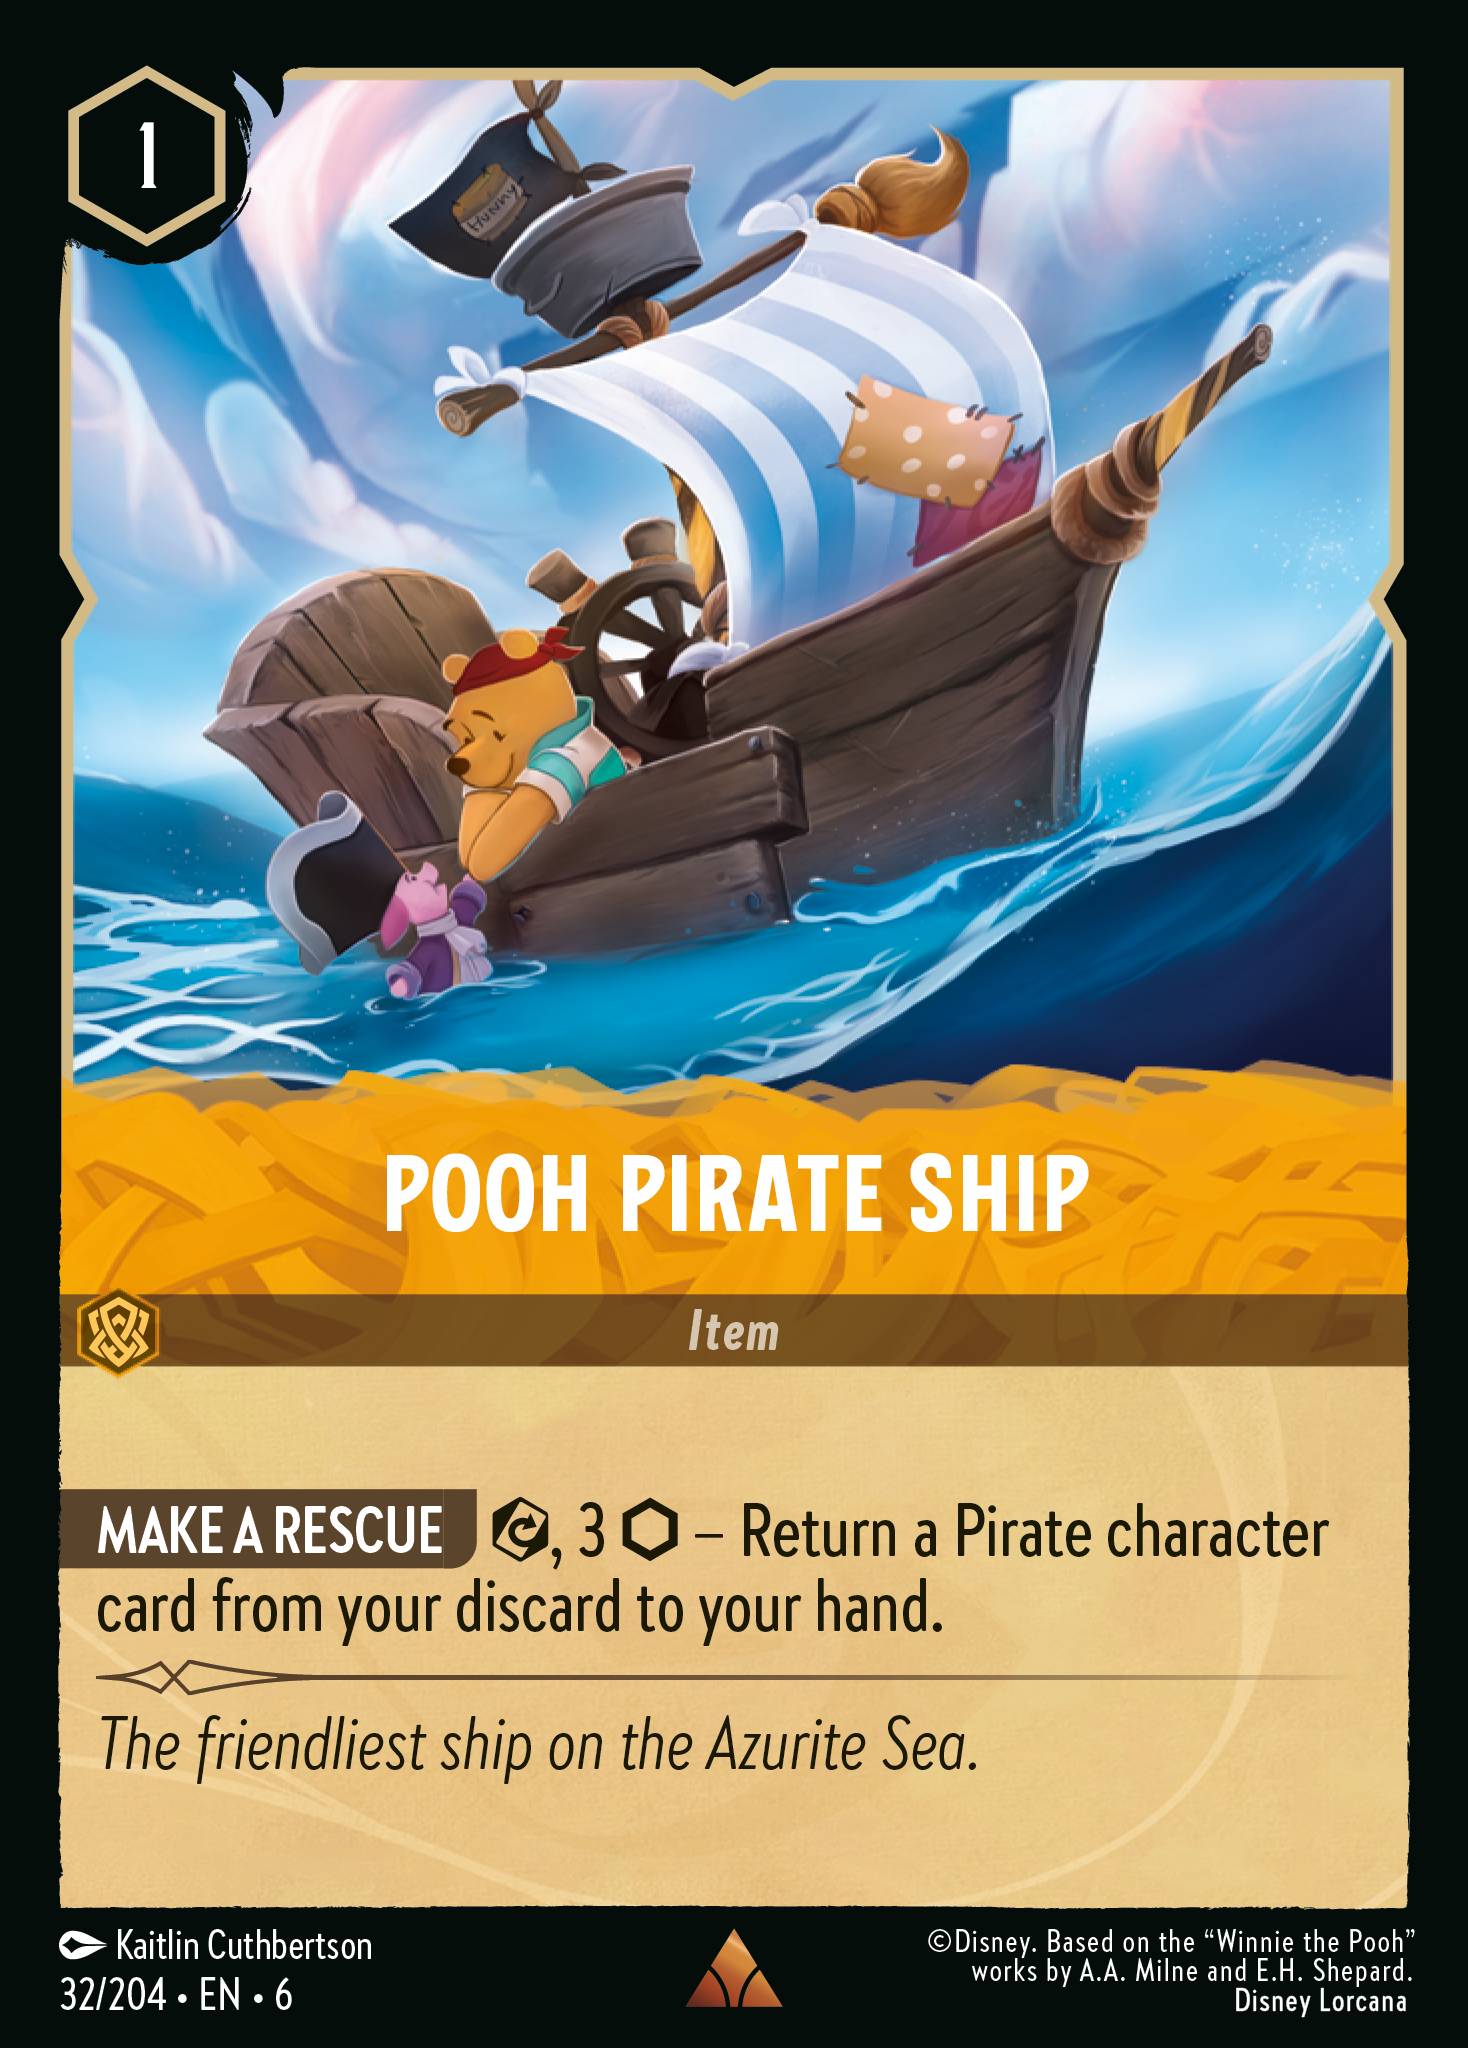 1
Hunny
POOH PIRATE SHIP
Item
MAKE A RESCUE , 3 – Return a Pirate character
card from your discard to your hand.
The friendliest ship on the Azurite Sea.
Kaitlin Cuthbertson
32/204 • EN • 6
©Disney. Based on the “Winnie the Pooh”
works by A.A. Milne and E.H. Shepard.
Disney Lorcana